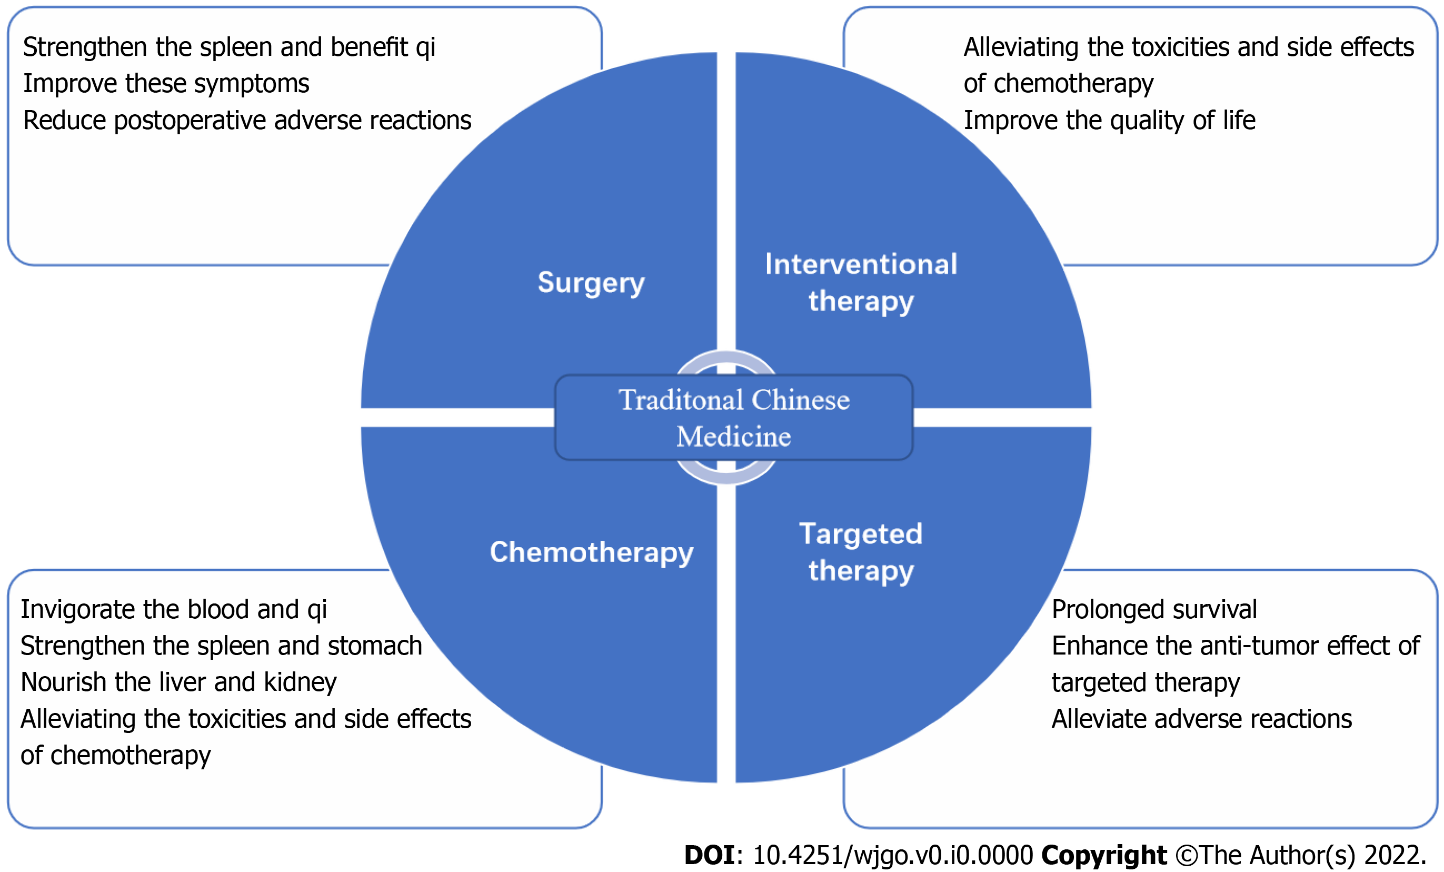 Strengthen the spleen and benefit qi
Improve these symptoms
Reduce postoperative adverse reactions
Alleviating the toxicities and side effects
of chemotherapy
Improve the quality of life
Surgery
Interventional
therapy
Traditonal Chinese
Medicine
Chemotherapy
Targeted
therapy
Invigorate the blood and qi
Strengthen the spleen and stomach
Nourish the liver and kidney
Alleviating the toxicities and side effects
of chemotherapy
Prolonged survival
Enhance the anti-tumor effect of
targeted therapy
Alleviate adverse reactions
DOI: 10.4251/wjgo.v0.i0.0000 Copyright ©The Author(s) 2022.